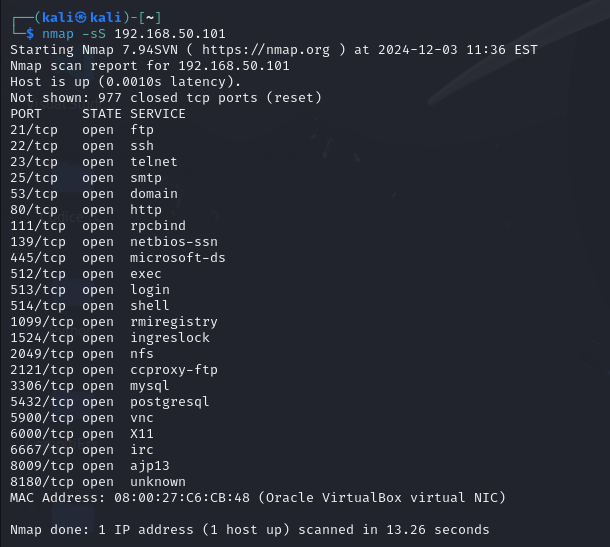 ┌──(kali㉿kali)-[~]
└─$ nmap -sS 192.168.50.101
Starting Nmap 7.94SVN ( https://nmap.org ) at 2024-12-03 11:36 EST
Nmap scan report for 192.168.50.101
Host is up (0.0010s latency).
Not shown: 977 closed tcp ports (reset)
PORT     STATE SERVICE
21/tcp   open  ftp
22/tcp   open  ssh
23/tcp   open  telnet
25/tcp   open  smtp
53/tcp   open  domain
80/tcp   open  http
111/tcp  open  rpcbind
139/tcp  open  netbios-ssn
445/tcp  open  microsoft-ds
512/tcp  open  exec
513/tcp  open  login
514/tcp  open  shell
1099/tcp open  rmiregistry
1524/tcp open  ingreslock
2049/tcp open  nfs
2121/tcp open  ccproxy-ftp
3306/tcp open  mysql
5432/tcp open  postgresql
5900/tcp open  vnc
6000/tcp open  X11
6667/tcp open  irc
8009/tcp open  ajp13
8180/tcp open  unknown
MAC Address: 08:00:27:C6:CB:48 (Oracle VirtualBox virtual NIC)
Nmap done: 1 IP address (1 host up) scanned in 13.26 seconds